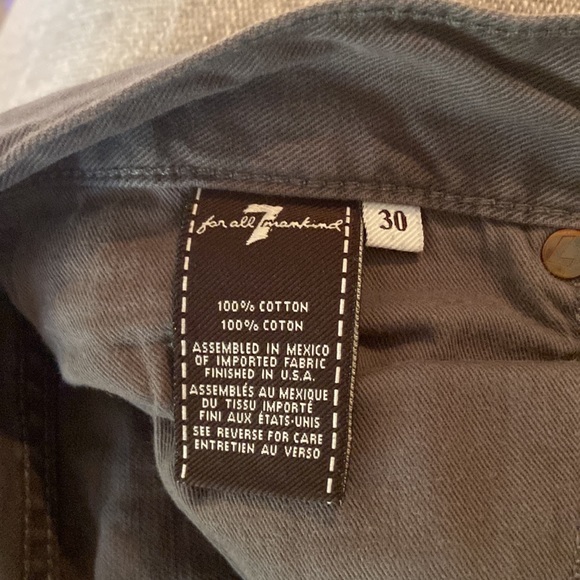 for all 7 mankind
30
100% COTTON
100% COTON
ASSEMBLED IN MEXICO
OF IMPORTED FABRIC
FINISHED IN U.S.A.
ASSEMBLÉS AU MEXIQUE
DU TISSU IMPORTÉ
FINI AUX ÉTATS-UNIS
SEE REVERSE FOR CARE
ENTRETIEN AU VERSO